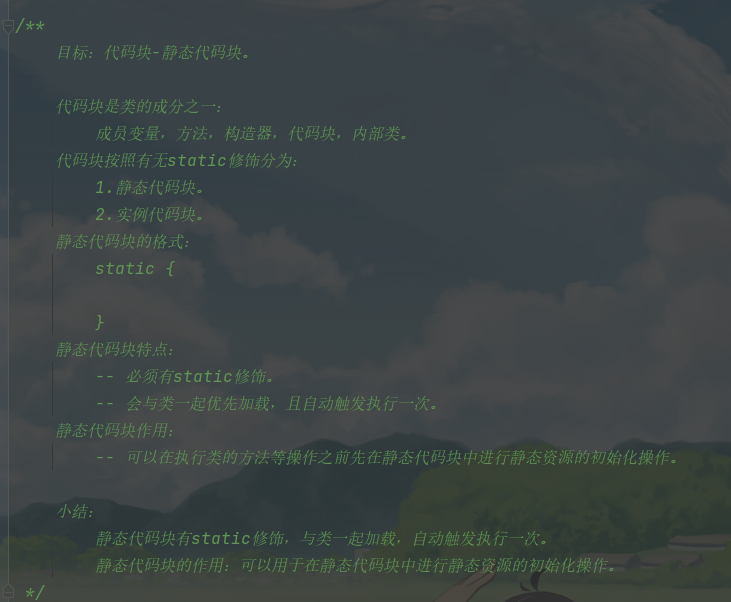 /**
目标：代码块-静态代码块。
代码块是类的成分之一：
成员变量，方法，构造器，代码块，内部类。
代码块按照有无static修饰分为：
1.静态代码块。
2.实例代码块。
静态代码块的格式：
static {
}
静态代码块特点：
-- 必须有static修饰。
-- 会与类一起优先加载，且自动触发执行一次。
静态代码块作用：
-- 可以在执行类的方法等操作之前先在静态代码块中进行静态资源的初始化操作。
小结：
静态代码块有static修饰，与类一起加载，自动触发执行一次。
静态代码块的作用：可以用于在静态代码块中进行静态资源的初始化操作。
*/